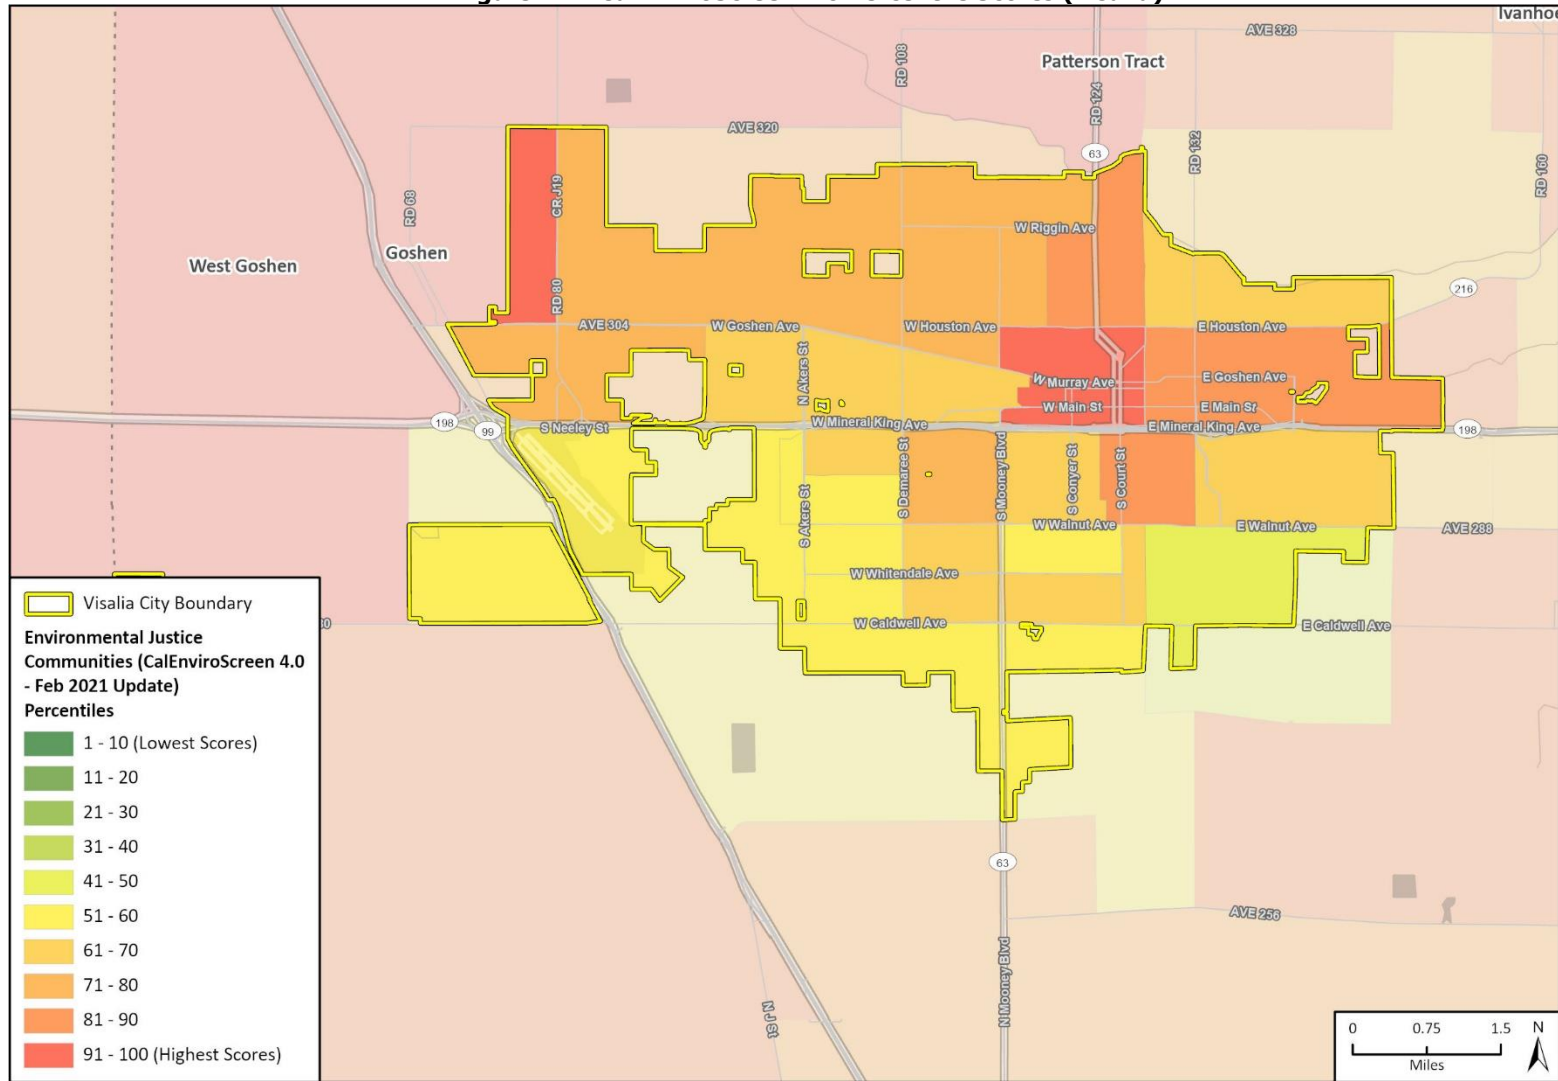 Ivanhoe
AVE 328
RD 108
Patterson Tract
RD 124
RD 132
RD 160
AVE 320
63
RD 68
CR J19
W Riggin Ave
Goshen
West Goshen
RD 80
216
AVE 304
W Goshen Ave
W Houston Ave
E Houston Ave
N Akers St
W Murray Ave
E Goshen Ave
W Main St
E Main St
198
99
S Neeley St
W Mineral King Ave
E Mineral King Ave
198
S Demaree St
S Mooney Blvd
S Conyer St
S Court St
S Akers St
W Walnut Ave
E Walnut Ave
AVE 288
W Whitendale Ave
W Caldwell Ave
E Caldwell Ave
63
AVE 256
N Mooney Blvd
N J St
Visalia City Boundary
Environmental Justice
Communities (CalEnviroScreen 4.0
- Feb 2021 Update)
Percentiles
1 - 10 (Lowest Scores)
11 - 20
21 - 30
31 - 40
41 - 50
51 - 60
61 - 70
71 - 80
81 - 90
91 - 100 (Highest Scores)
0 0.75 1.5 N
Miles